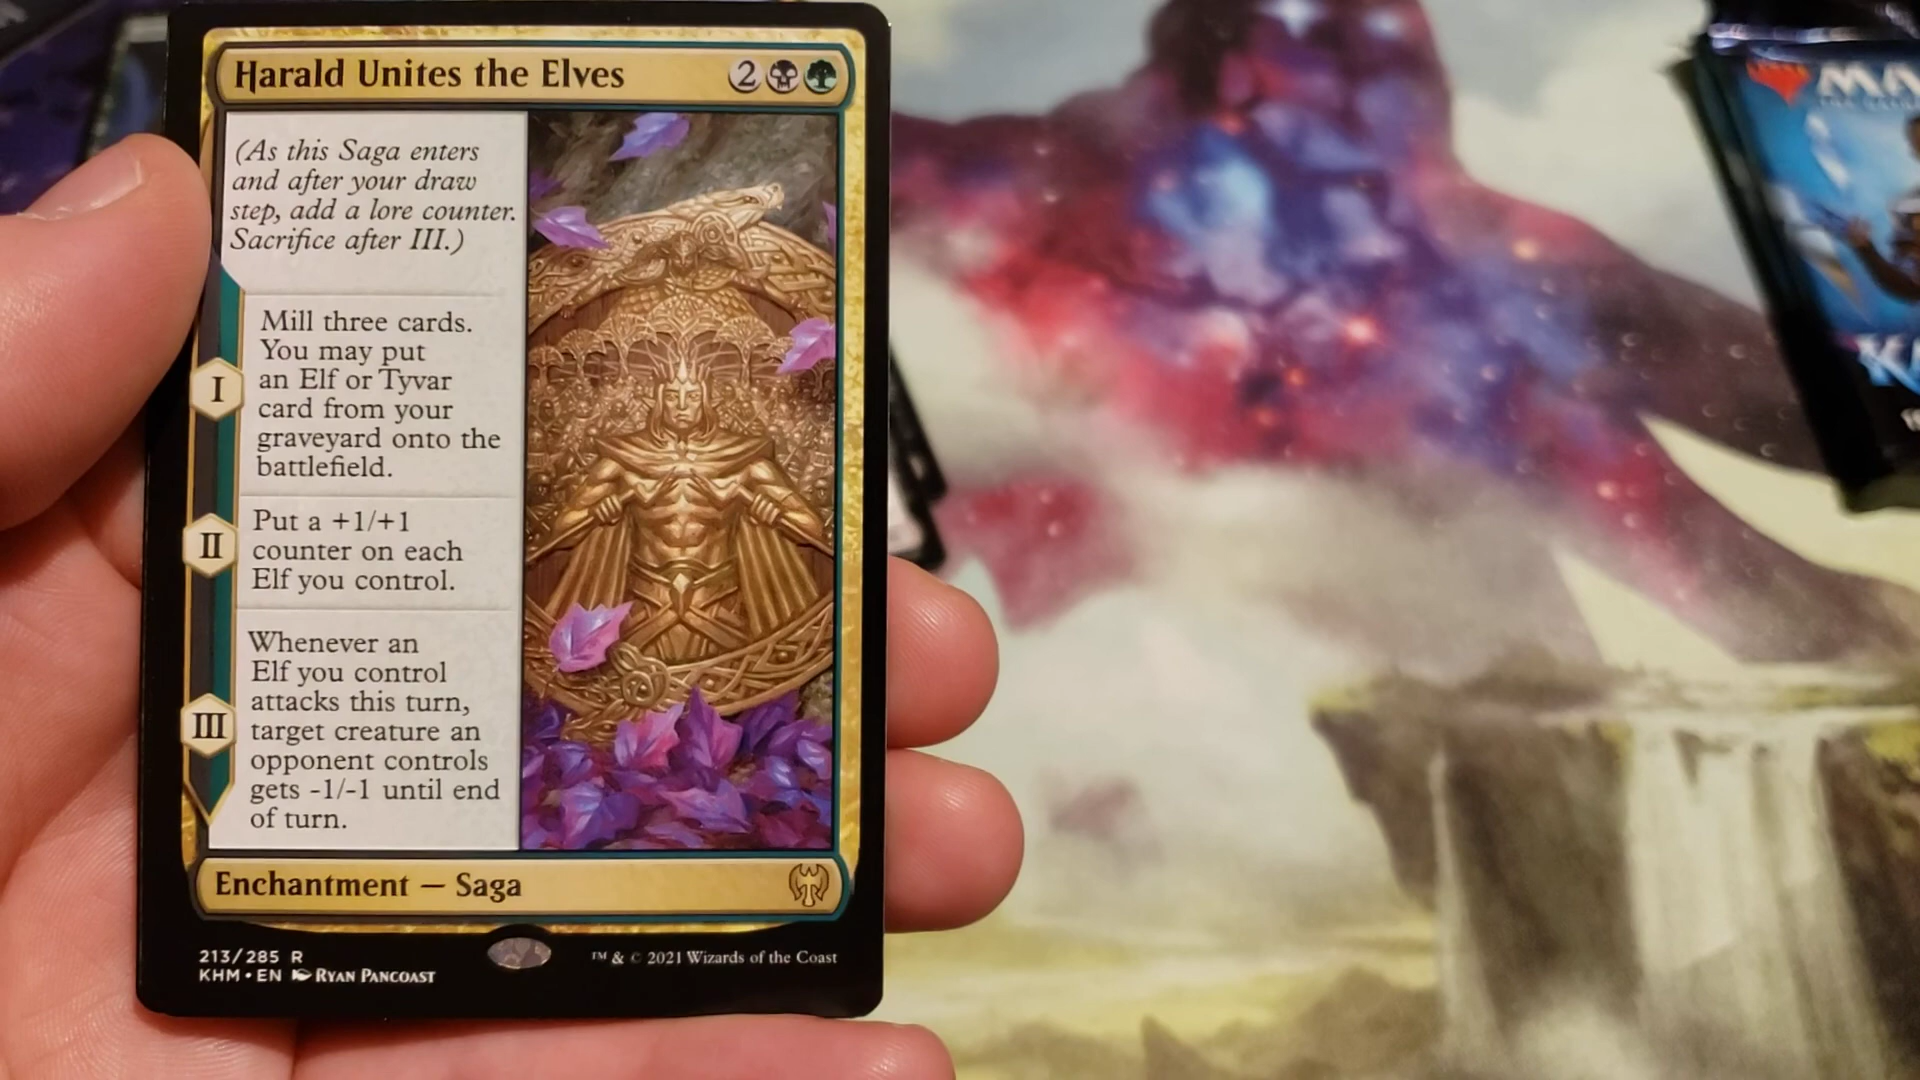 Harald Unites the Elves
2
(As this Saga enters
and after your draw
step, add a lore counter.
Sacrifice after III.)
I
Mill three cards.
You may put
an Elf or Tyvar
card from your
graveyard onto the
battlefield.
II
Put a +1/+1
counter on each
Elf you control.
III
Whenever an
Elf you control
attacks this turn,
target creature an
opponent controls
gets -1/-1 until end
of turn.
Enchantment — Saga
213/285 R
KHM • EN Ryan Pancoast
™ & © 2021 Wizards of the Coast